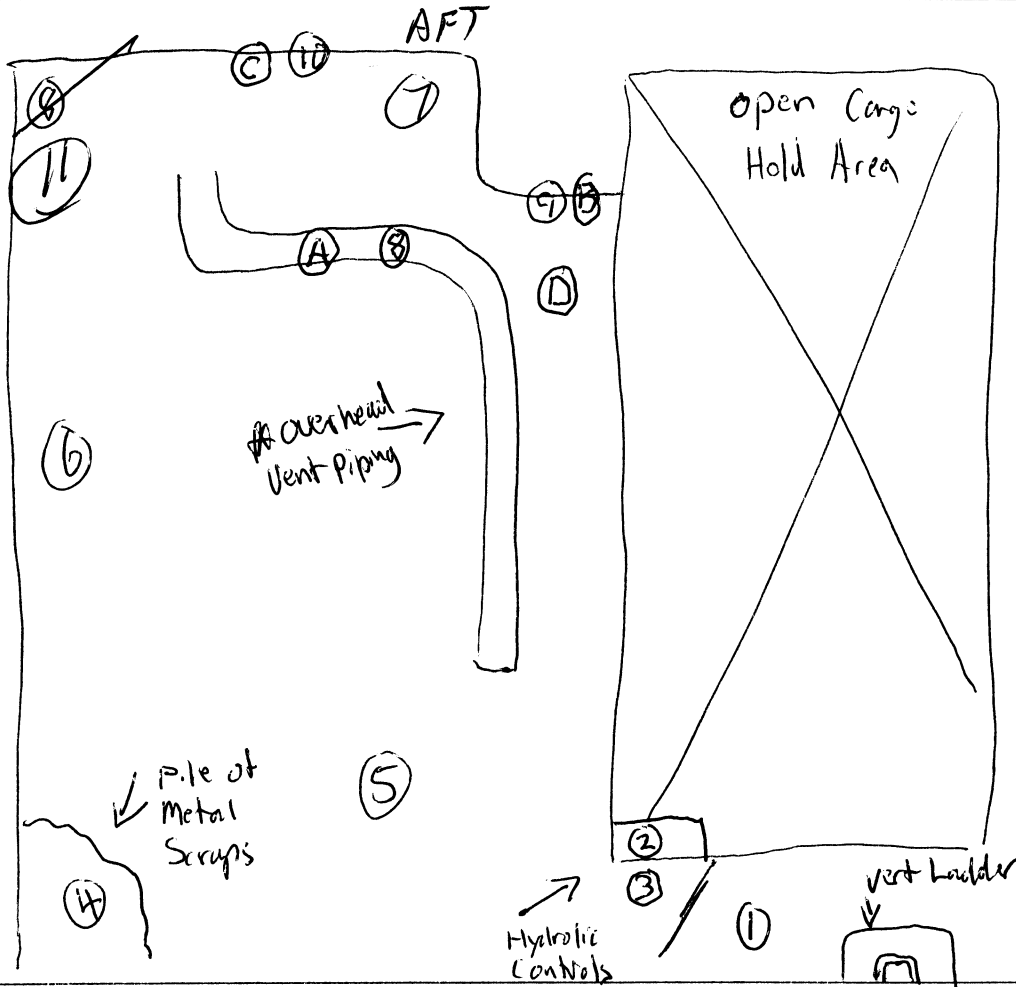 AFT
C 10
8
7
Open Cargo
Hold Area
11
9 B
A 8
D
overhead
Vent Piping
6
Pile of
Metal
Scraps
5
2
3
4
1
Vert Ladder
Hydrolic
Controls